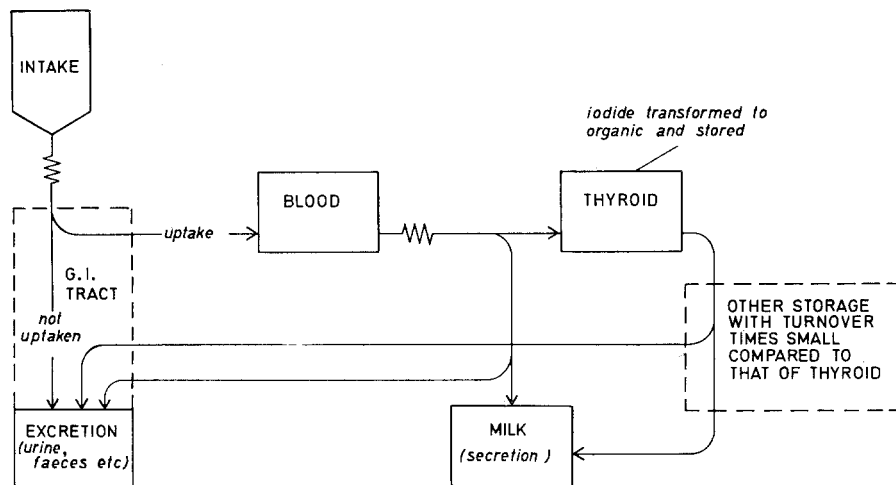 INTAKE
iodide transformed to
organic and stored
BLOOD
THYROID
uptake
G.I.
TRACT
not
uptaken
OTHER STORAGE
WITH TURNOVER
TIMES SMALL
COMPARED TO
THAT OF THYROID
EXCRETION
(urine,
faeces etc)
MILK
(secretion)